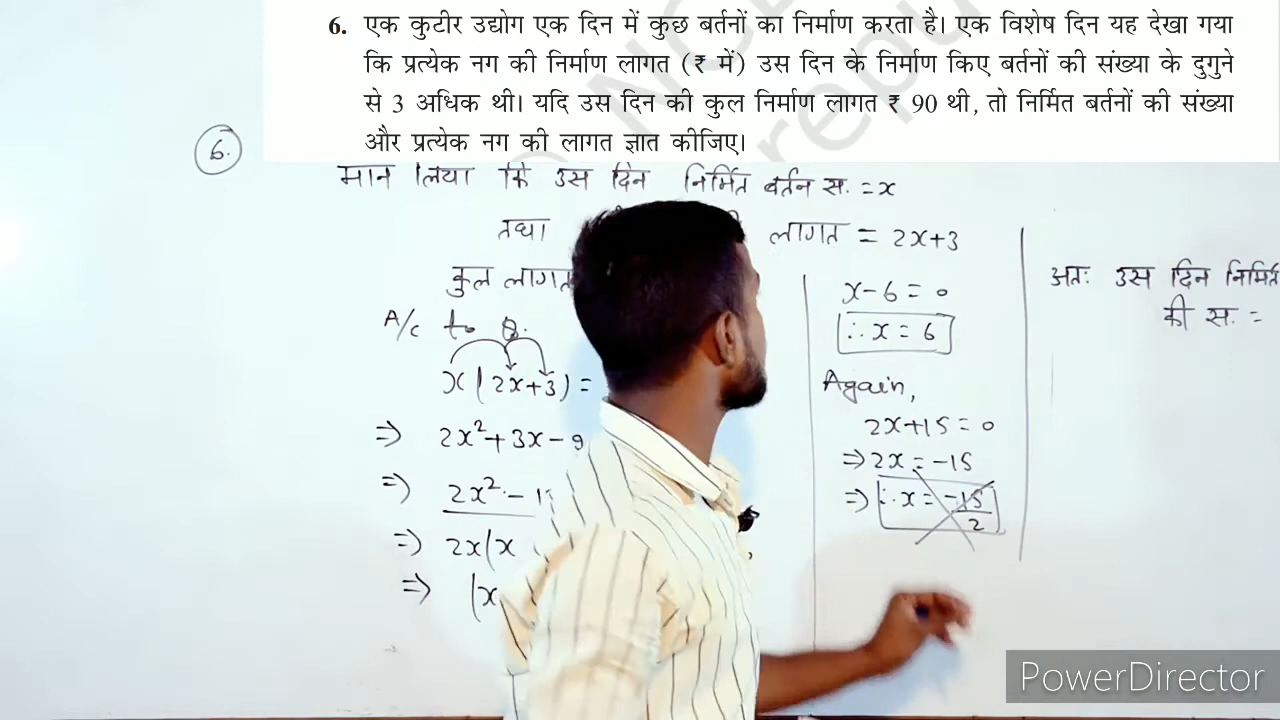 6. एक कुटीर उद्योग एक दिन में कुछ बर्तनों का निर्माण करता है। एक विशेष दिन यह देखा गया
कि प्रत्येक नग की निर्माण लागत (₹ में) उस दिन के निर्माण किए बर्तनों की संख्या के दुगुने
से 3 अधिक थी। यदि उस दिन की कुल निर्माण लागत ₹ 90 थी, तो निर्मित बर्तनों की संख्या
और प्रत्येक नग की लागत ज्ञात कीजिए।
6.
मान लिया कि उस दिन निर्मित बर्तन स. = x
तथा लागत = 2x+3
कुल लागत
A/c to Q.
x(2x+3) =
⇒ 2x²+3x-9
⇒ 2x²-1
⇒ 2x(x
⇒ (x
x-6=0
∴x=6
Again,
2x+15=0
⇒2x=-15
⇒ ∴x=-15/2
अतः उस दिन निर्मित
की स. =
PowerDirector